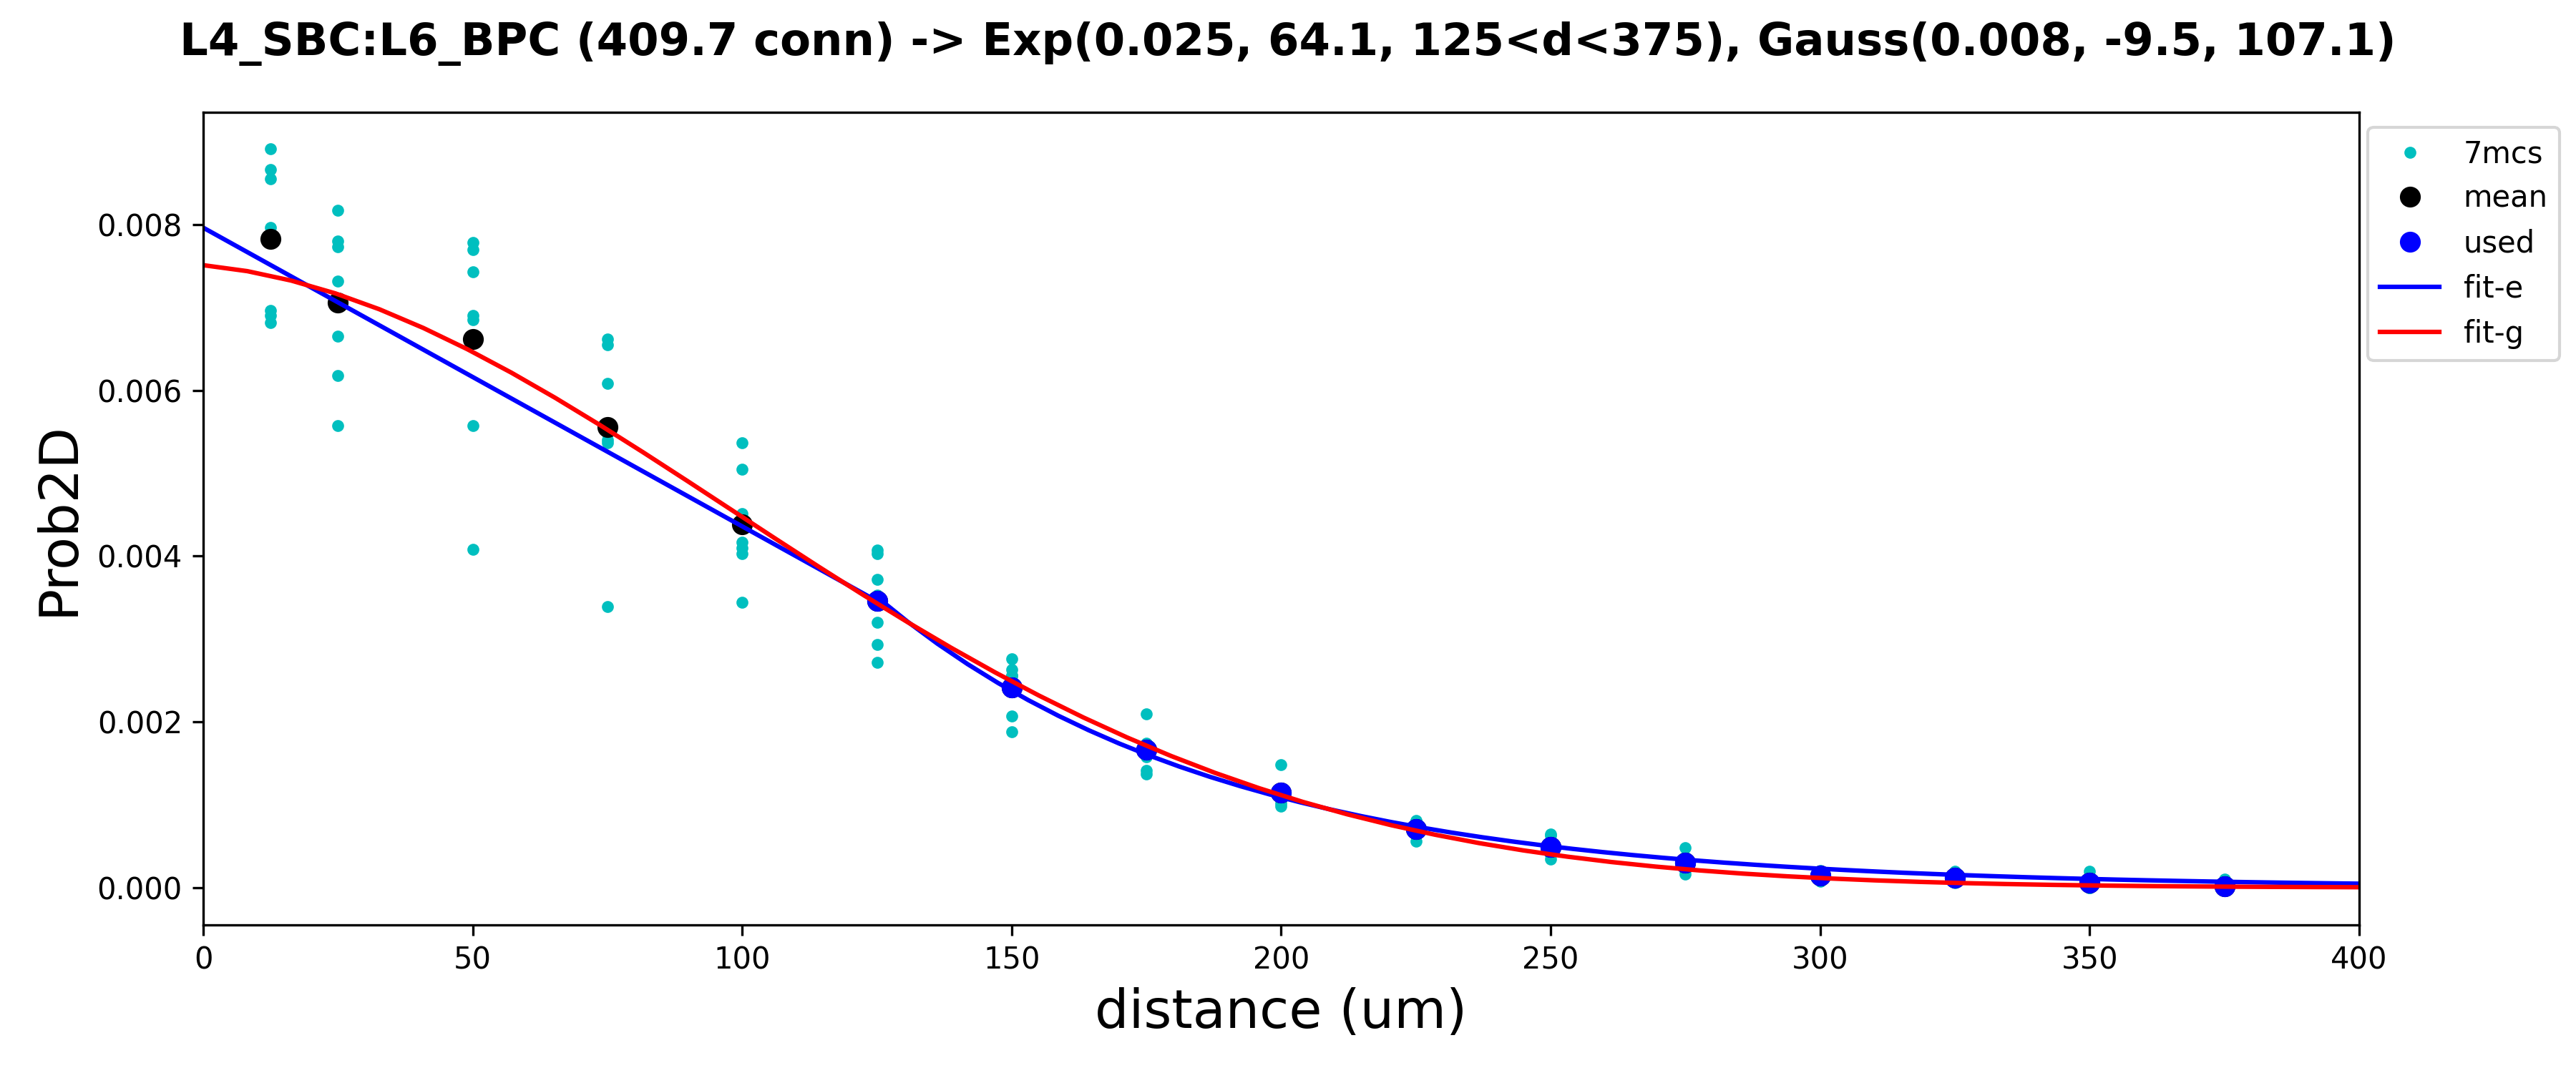 L4_SBC:L6_BPC (409.7 conn) -> Exp(0.025, 64.1, 125<d<375), Gauss(0.008, -9.5, 107.1)
7mcs
mean
used
fit-e
fit-g
0.008
0.006
0.004
0.002
0.000
Prob2D
0 50 100 150 200 250 300 350 400
distance (um)